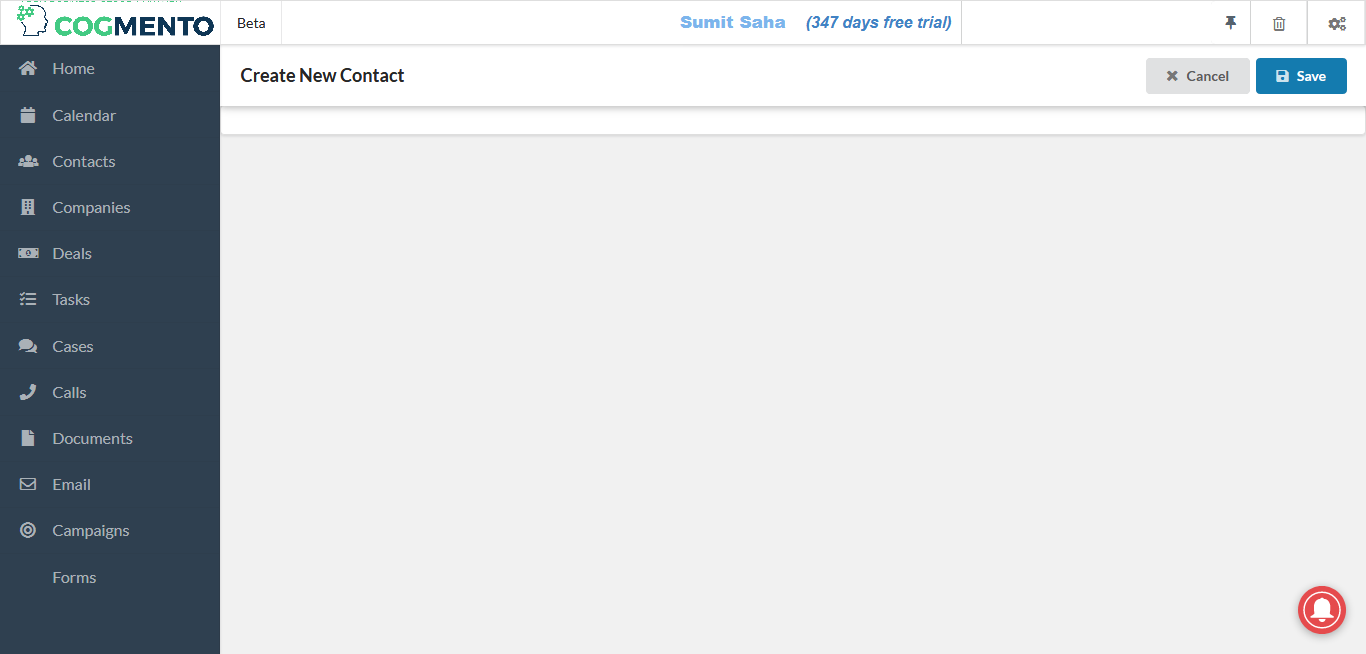 COGMENTO
Beta
Sumit Saha (347 days free trial)
Create New Contact
Cancel
Save
Home
Calendar
Contacts
Companies
Deals
Tasks
Cases
Calls
Documents
Email
Campaigns
Forms